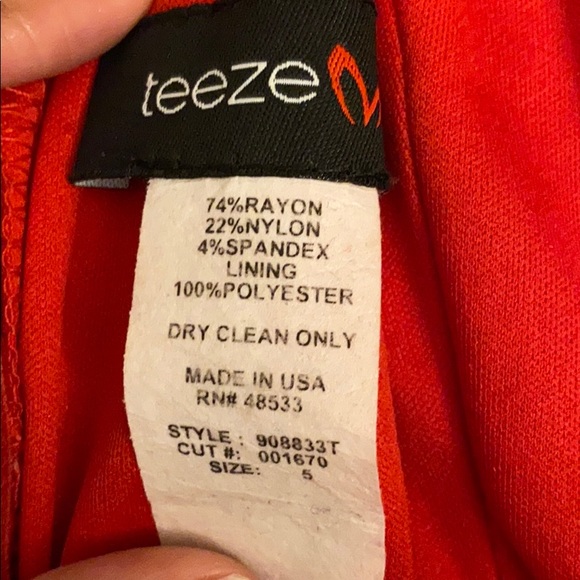 teeze
74%RAYON
22%NYLON
4%SPANDEX
LINING
100%POLYESTER
DRY CLEAN ONLY
MADE IN USA
RN# 48533
STYLE : 908833T
CUT #: 001670
SIZE: 5